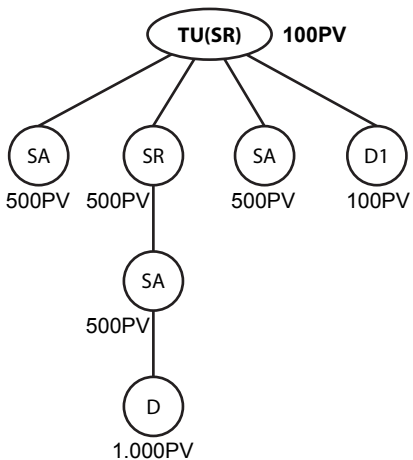 TU(SR) 100PV
SA SR SA D1
500PV 500PV 500PV 100PV
SA
500PV
D
1.000PV